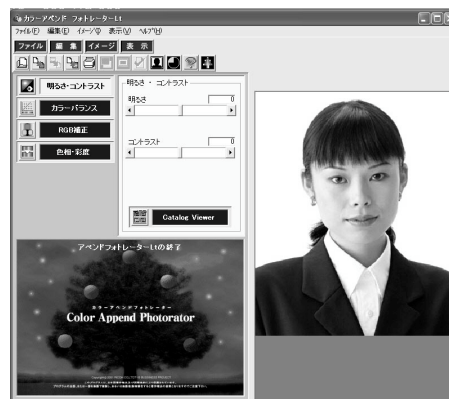 カラーアペンド フォトレーターLt
ファイル(F) 編集(E) イメージ(I) 表示(V) ヘルプ(H)
ファイル 編 集 イメージ 表 示
明るさ・コントラスト
カラーバランス
RGB補正
色相・彩度
明るさ ・ コントラスト
明るさ 0
コントラスト 0
Catalog Viewer
アペンドフォトレーターLtの終了
カラーアペンドフォトレーター
Color Append Photorator